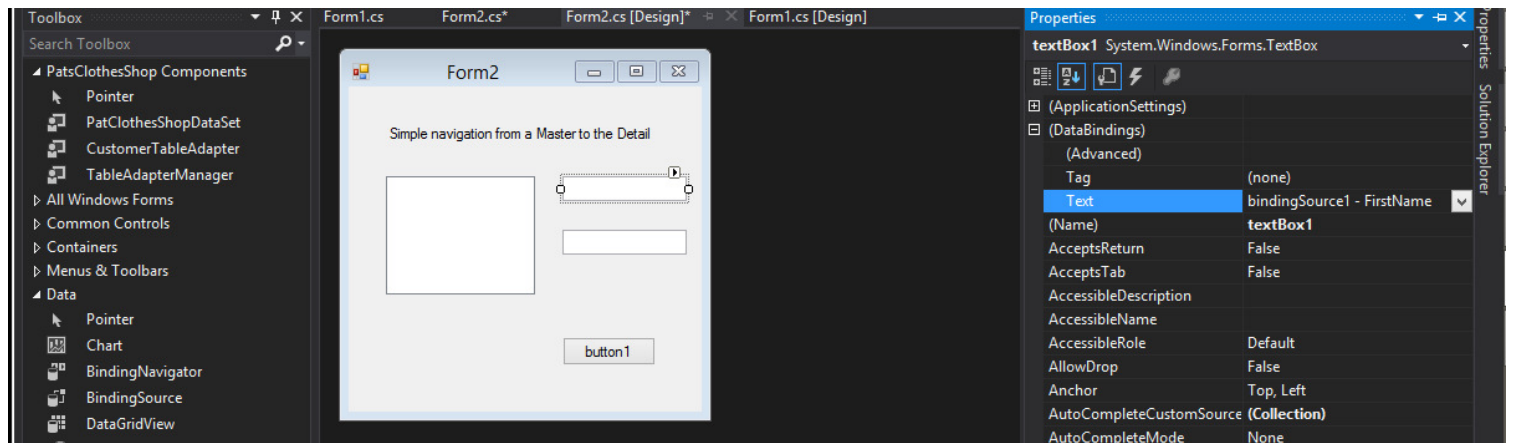 Toolbox
Search Toolbox
PatsClothesShop Components
Pointer
PatClothesShopDataSet
CustomerTableAdapter
TableAdapterManager
All Windows Forms
Common Controls
Containers
Menus & Toolbars
Data
Pointer
Chart
BindingNavigator
BindingSource
DataGridView
Form1.cs Form2.cs* Form2.cs [Design]* Form1.cs [Design]
Form2
Simple navigation from a Master to the Detail
button1
Properties
textBox1 System.Windows.Forms.TextBox
(ApplicationSettings)
(DataBindings)
(Advanced)
Tag (none)
Text bindingSource1 - FirstName
(Name) textBox1
AcceptsReturn False
AcceptsTab False
AccessibleDescription
AccessibleName
AccessibleRole Default
AllowDrop False
Anchor Top, Left
AutoCompleteCustomSource (Collection)
AutoCompleteMode None
Properties
Solution Explorer